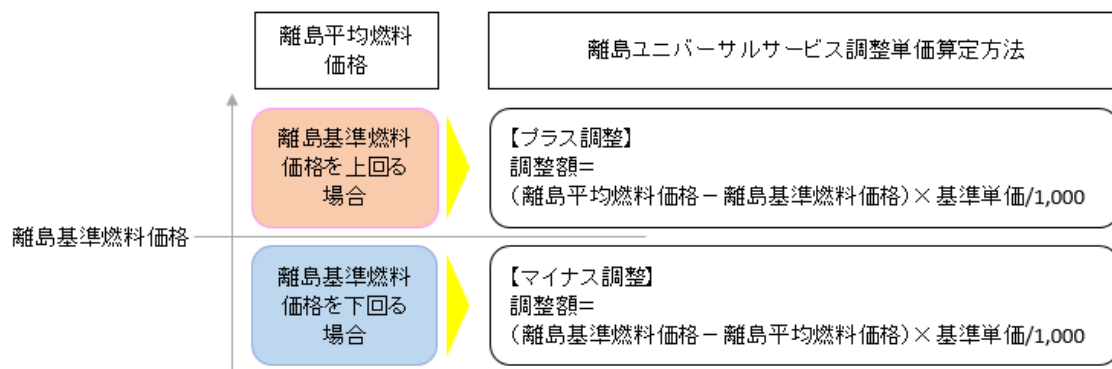 離島平均燃料
価格
離島ユニバーサルサービス調整単価算定方法
離島基準燃料
価格を上回る
場合
【プラス調整】
調整額=
(離島平均燃料価格-離島基準燃料価格)×基準単価/1,000
離島基準燃料価格
離島基準燃料
価格を下回る
場合
【マイナス調整】
調整額=
(離島基準燃料価格-離島平均燃料価格)×基準単価/1,000